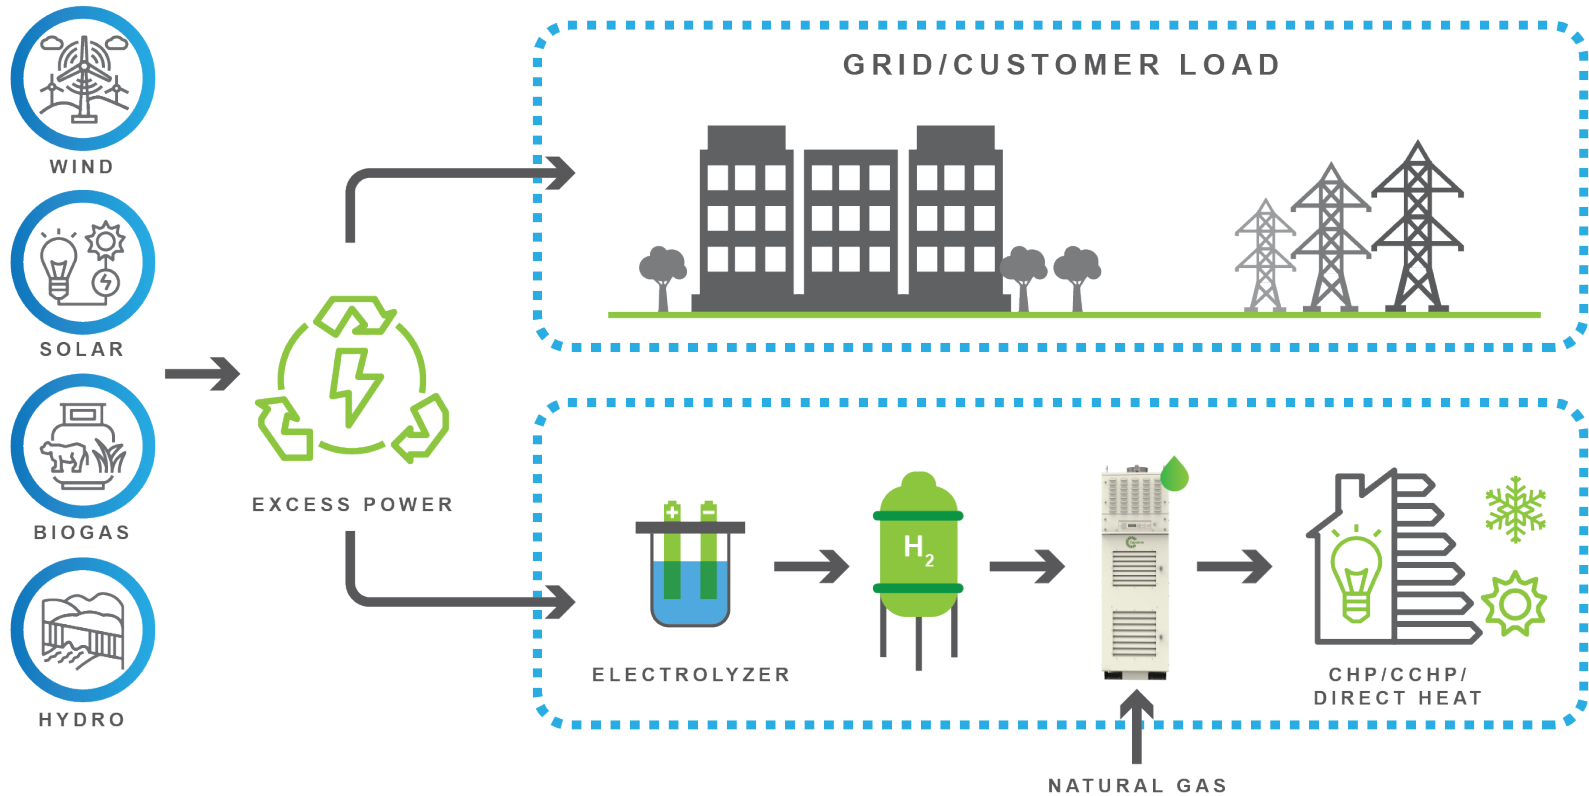 WIND
SOLAR
BIOGAS
HYDRO
EXCESS POWER
GRID/CUSTOMER LOAD
+
−
ELECTROLYZER
H2
NATURAL GAS
CHP/CCHP/
DIRECT HEAT